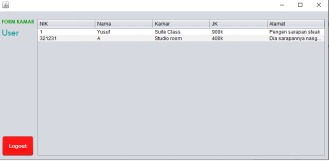 FORM KAMAR
User
NIK Nama Kamar JK Alamat
1 Yusuf Suite Class 900k Pengen sarapan steak
321231 A Studio room 400k Dia sarapannya nasg...
Logout